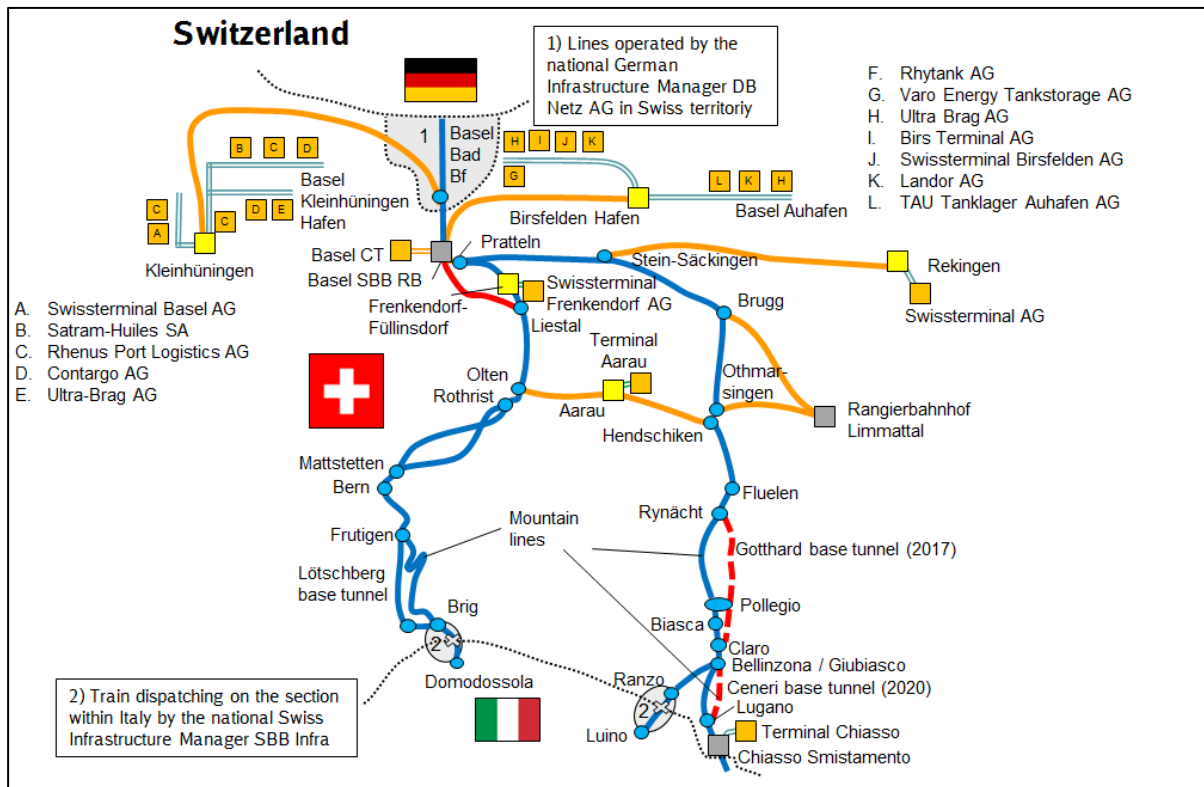 Switzerland
1) Lines operated by the
national German
Infrastructure Manager DB
Netz AG in Swiss territoriy
F. Rhytank AG
G. Varo Energy Tankstorage AG
H. Ultra Brag AG
I. Birs Terminal AG
J. Swissterminal Birsfelden AG
K. Landor AG
L. TAU Tanklager Auhafen AG
1
Basel
Bad
Bf
H I J K
G
B C D
Basel
Kleinhüningen
Hafen
C
A
C
D E
Kleinhüningen
L K H
Birsfelden Hafen
Basel Auhafen
Basel CT
Basel SBB RB
Pratteln
Stein-Säckingen
Rekingen
Swissterminal AG
Frenkendorf-
Füllinsdorf
Swissterminal
Frenkendorf AG
Liestal
Brugg
A. Swissterminal Basel AG
B. Satram-Huiles SA
C. Rhenus Port Logistics AG
D. Contargo AG
E. Ultra-Brag AG
Terminal
Aarau
Olten
Rothrist
Aarau
Othmar-
singen
Hendschiken
Rangierbahnhof
Limmattal
Mattstetten
Bern
Fluelen
Rynächt
Frutigen
Mountain
lines
Gotthard base tunnel (2017)
Lötschberg
base tunnel
Brig
2
Pollegio
Biasca
Claro
Bellinzona / Giubiasco
Domodossola
Ranzo
2
Ceneri base tunnel (2020)
Lugano
Luino
Terminal Chiasso
Chiasso Smistamento
2) Train dispatching on the section
within Italy by the national Swiss
Infrastructure Manager SBB Infra